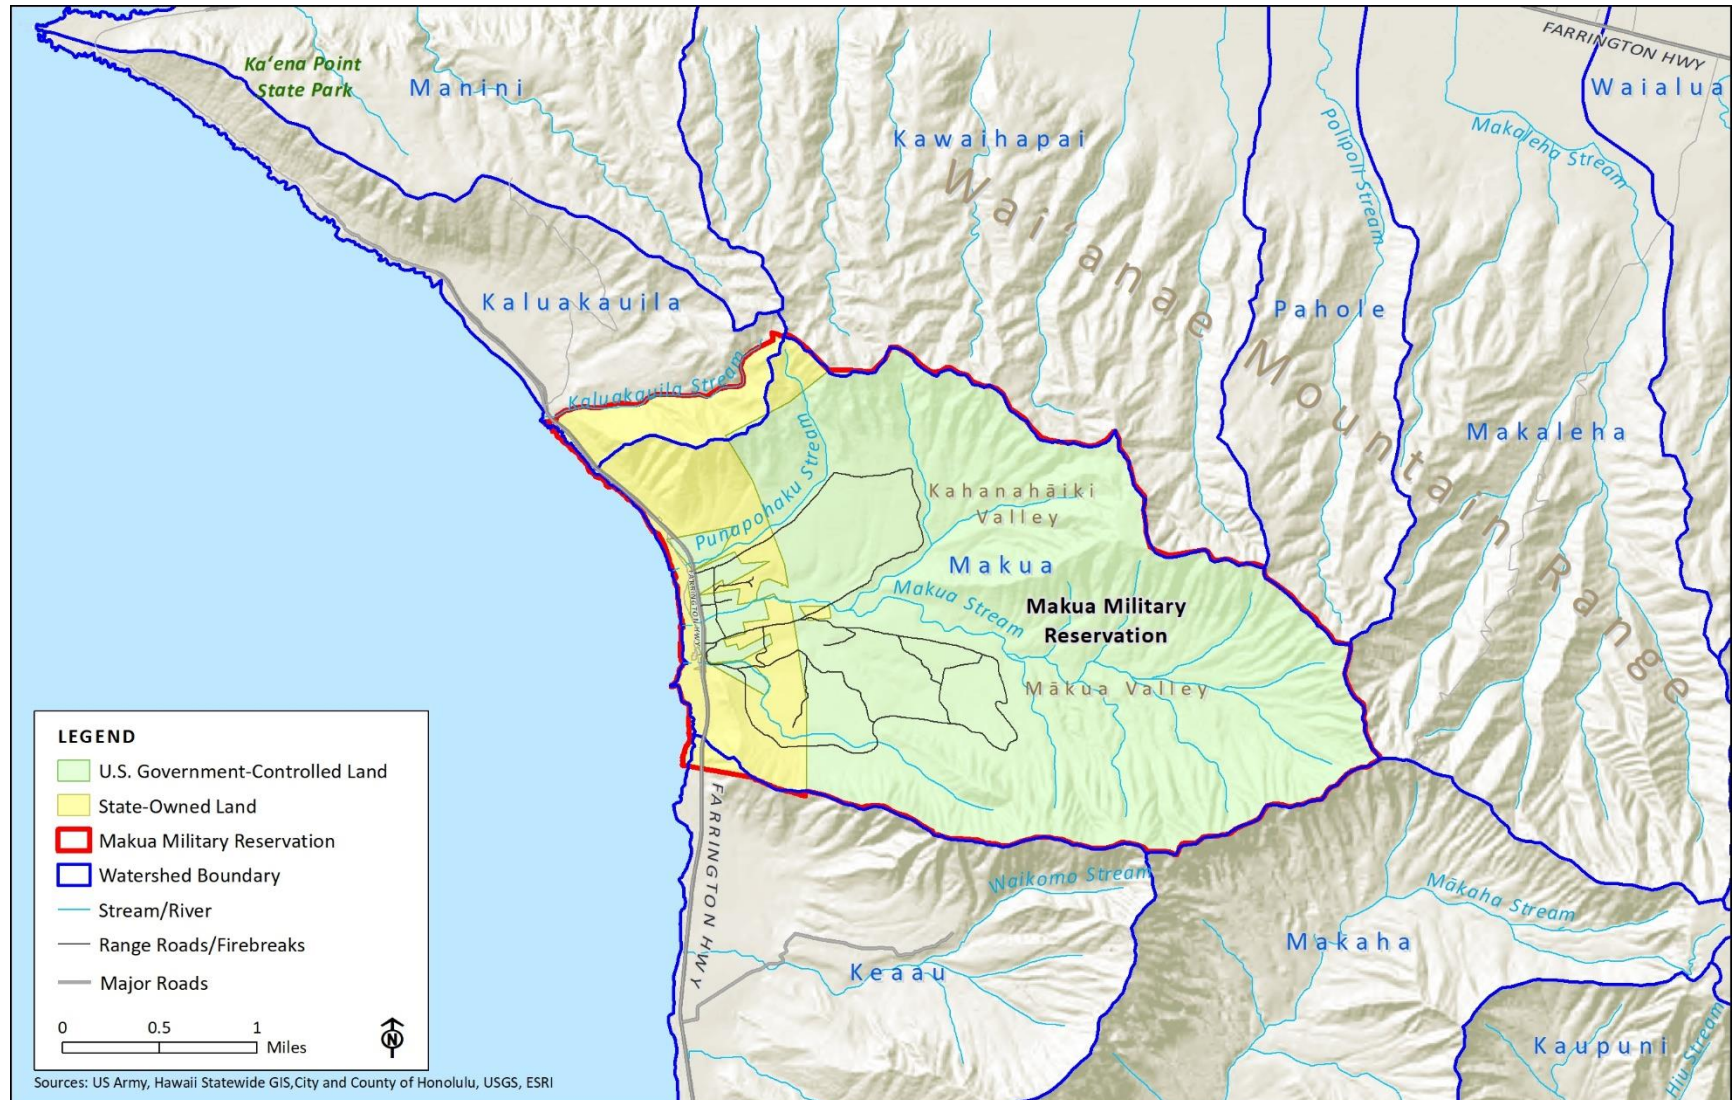 FARRINGTON HWY
Ka‘ena Point
State Park
Manini
Waialua
Kawaihapai
Polipoli Stream
Makaleha Stream
Wai‘anae Mountain Range
Kaluakauila
Pahole
Kaluakauila Stream
Makaleha
Punapohaku Stream
Kahanahāiki
Valley
Makua
FARRINGTON HWY
Makua Stream
Makua Military
Reservation
Mākua Valley
FARRINGTON HWY
Waikomo Stream
Mākaha Stream
Makaha
Keaau
Kaupuni
Hiu Stream
LEGEND
U.S. Government-Controlled Land
State-Owned Land
Makua Military Reservation
Watershed Boundary
Stream/River
Range Roads/Firebreaks
Major Roads
0 0.5 1
Miles
N
Sources: US Army, Hawaii Statewide GIS,City and County of Honolulu, USGS, ESRI